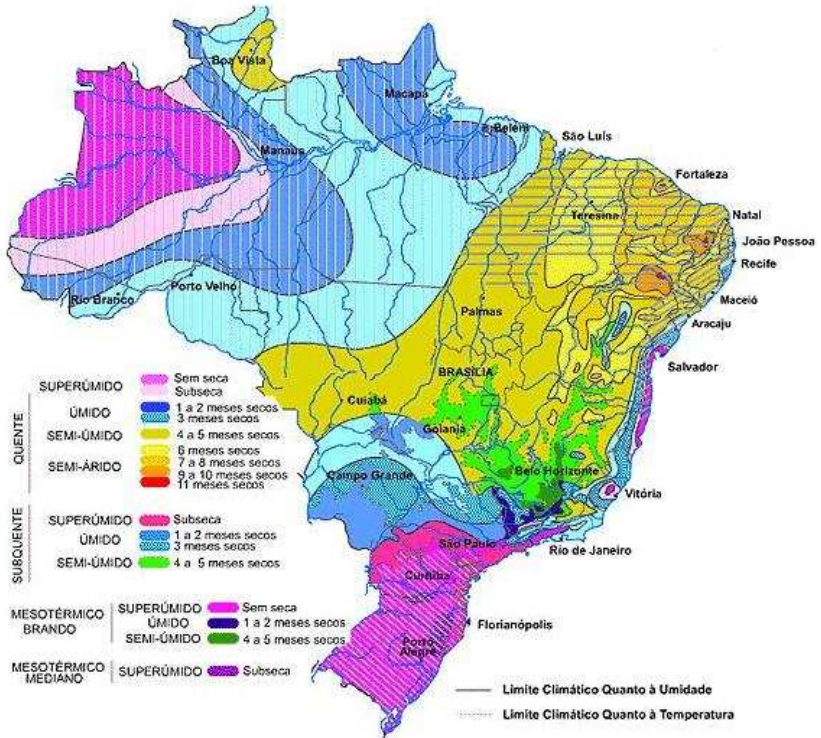 Boa Vista
Macapá
Belém
São Luís
Manaus
Fortaleza
Teresina
Natal
João Pessoa
Recife
Porto Velho
Rio Branco
Maceió
Palmas
Aracaju
Salvador
BRASÍLIA
Cuiabá
Goiania
Belo Horizonte
Campo Grande
Vitória
São Paulo
Rio de Janeiro
Curitiba
Florianópolis
Porto Alegre
QUENTE
SUPERÚMIDO Sem seca
Subseca
ÚMIDO 1 a 2 meses secos
3 meses secos
SEMI-ÚMIDO 4 a 5 meses secos
6 meses secos
SEMI-ÁRIDO 7 a 8 meses secos
9 a 10 meses secos
11 meses secos
SUBQUENTE
SUPERÚMIDO Subseca
ÚMIDO 1 a 2 meses secos
3 meses secos
SEMI-ÚMIDO 4 a 5 meses secos
MESOTÉRMICO BRANDO
SUPERÚMIDO Sem seca
ÚMIDO 1 a 2 meses secos
SEMI-ÚMIDO 4 a 5 meses secos
MESOTÉRMICO MEDIANO
SUPERÚMIDO Subseca
Limite Climático Quanto à Umidade
Limite Climático Quanto à Temperatura